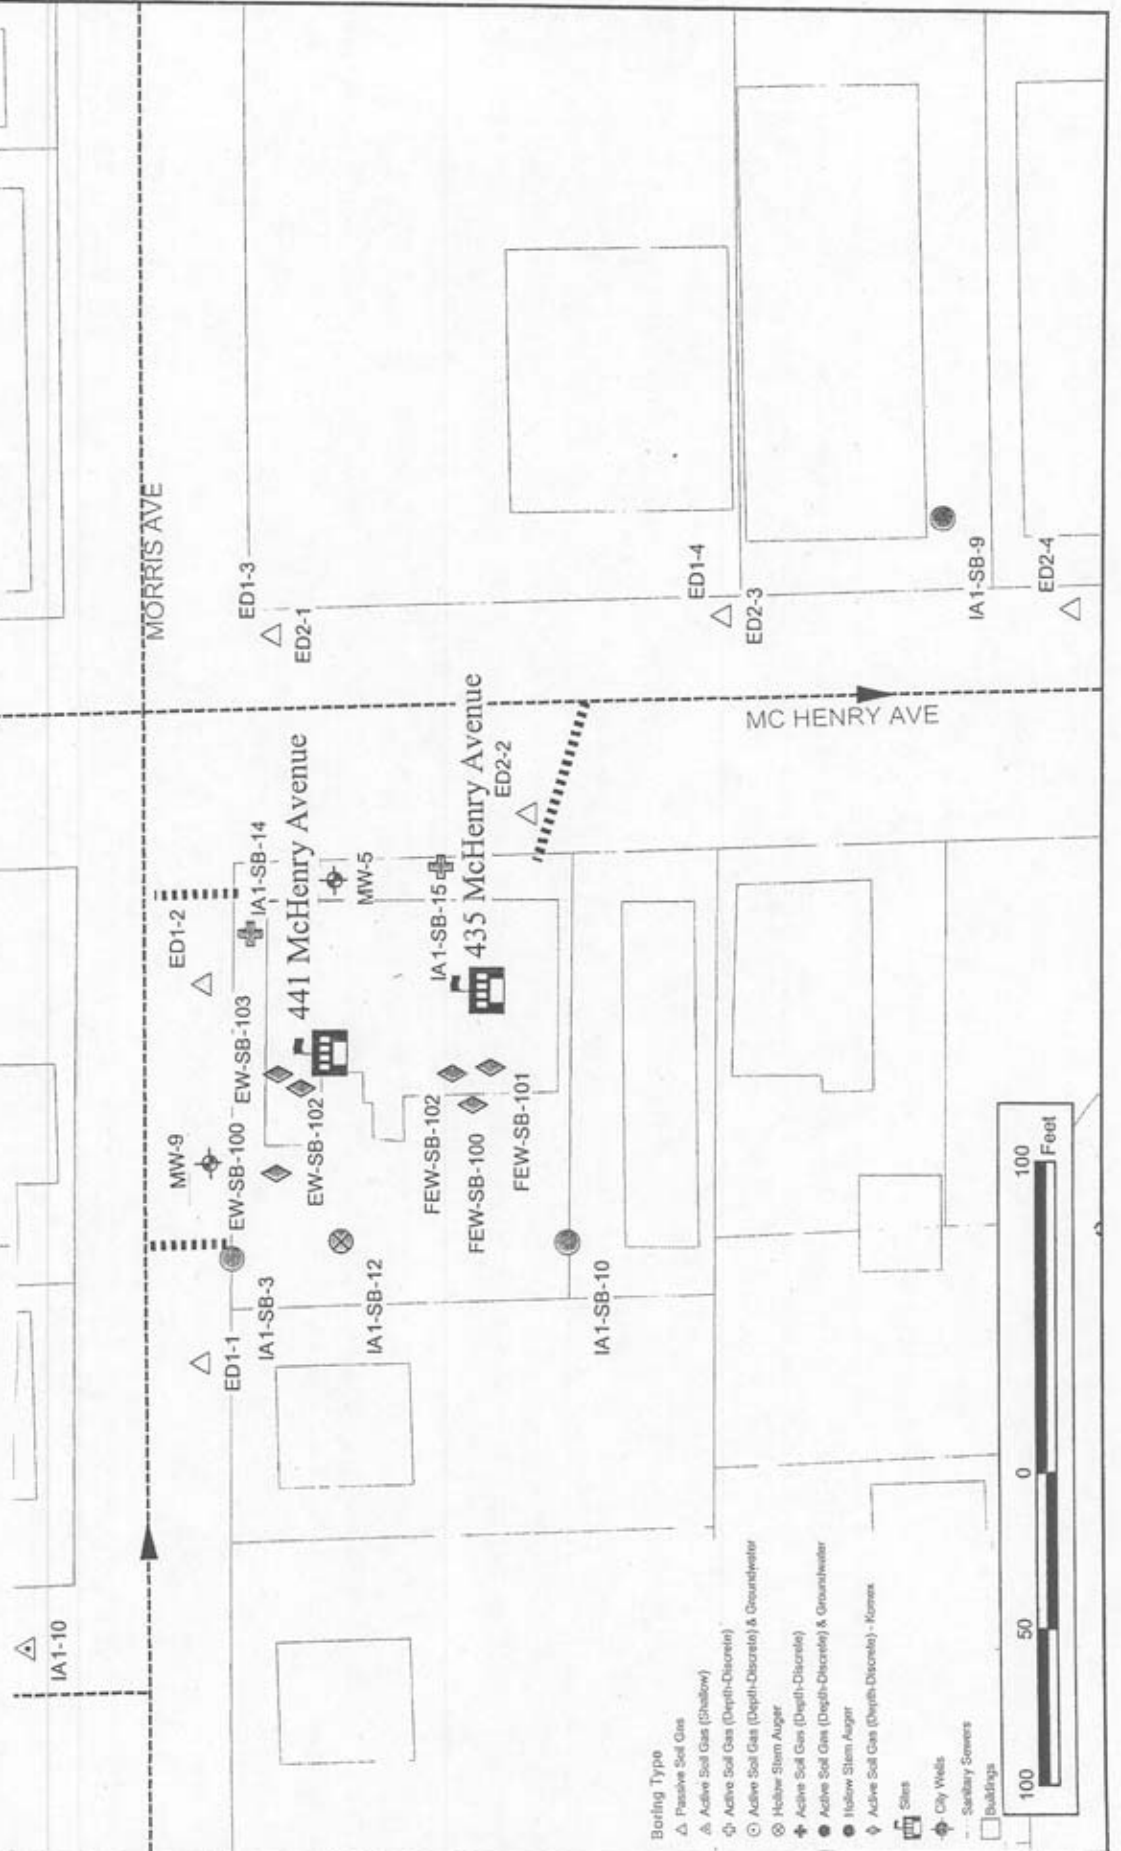 MORRIS AVE
MC HENRY AVE
IA1-10
ED1-1
IA1-SB-3
IA1-SB-12
IA1-SB-10
MW-9
EW-SB-100
EW-SB-103
EW-SB-102
FEW-SB-102
FEW-SB-100
FEW-SB-101
ED1-2
IA1-SB-14
441 McHenry Avenue
MW-5
IA1-SB-15
435 McHenry Avenue
ED2-2
ED1-3
ED2-1
ED1-4
ED2-3
IA1-SB-9
ED2-4
Boring Type
Passive Soil Gas
Active Soil Gas (Shallow)
Active Soil Gas (Depth-Discrete)
Active Soil Gas (Depth-Discrete) & Groundwater
Hollow Stem Auger
Active Soil Gas (Depth-Discrete)
Active Soil Gas (Depth-Discrete) & Groundwater
Hollow Stem Auger
Active Soil Gas (Depth-Discrete) - Komex
Sites
City Wells
Sanitary Sewers
Buildings
100 50 0 100
Feet